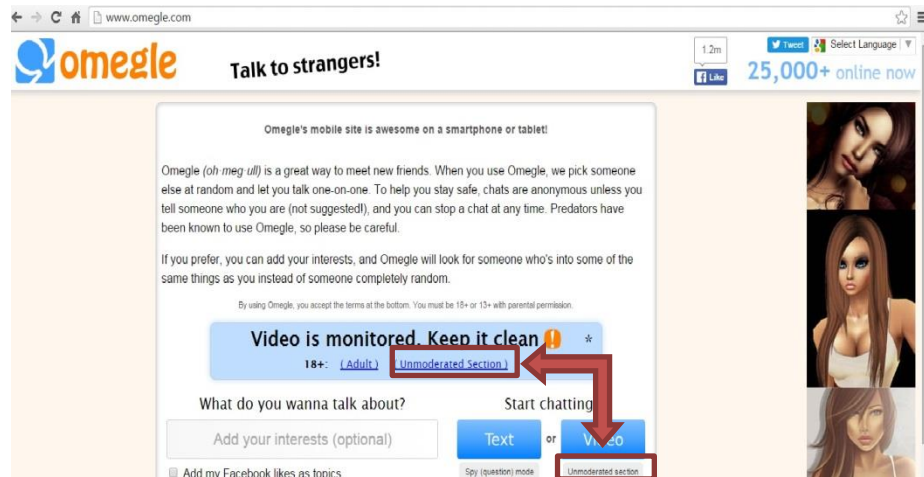 www.omegle.com
omegle
Talk to strangers!
1.2m
Like
Tweet
Select Language
25,000+ online now
Omegle's mobile site is awesome on a smartphone or tablet!
Omegle (oh·meg·ull) is a great way to meet new friends. When you use Omegle, we pick someone
else at random and let you talk one-on-one. To help you stay safe, chats are anonymous unless you
tell someone who you are (not suggested!), and you can stop a chat at any time. Predators have
been known to use Omegle, so please be careful.
If you prefer, you can add your interests, and Omegle will look for someone who's into some of the
same things as you instead of someone completely random.
By using Omegle, you accept the terms at the bottom. You must be 18+ or 13+ with parental permission.
Video is monitored. Keep it clean ! *
18+: (Adult) (Unmoderated Section)
What do you wanna talk about?
Start chatting
Add your interests (optional)
Text or Video
Add my Facebook likes as topics
Spy (question) mode
Unmoderated section